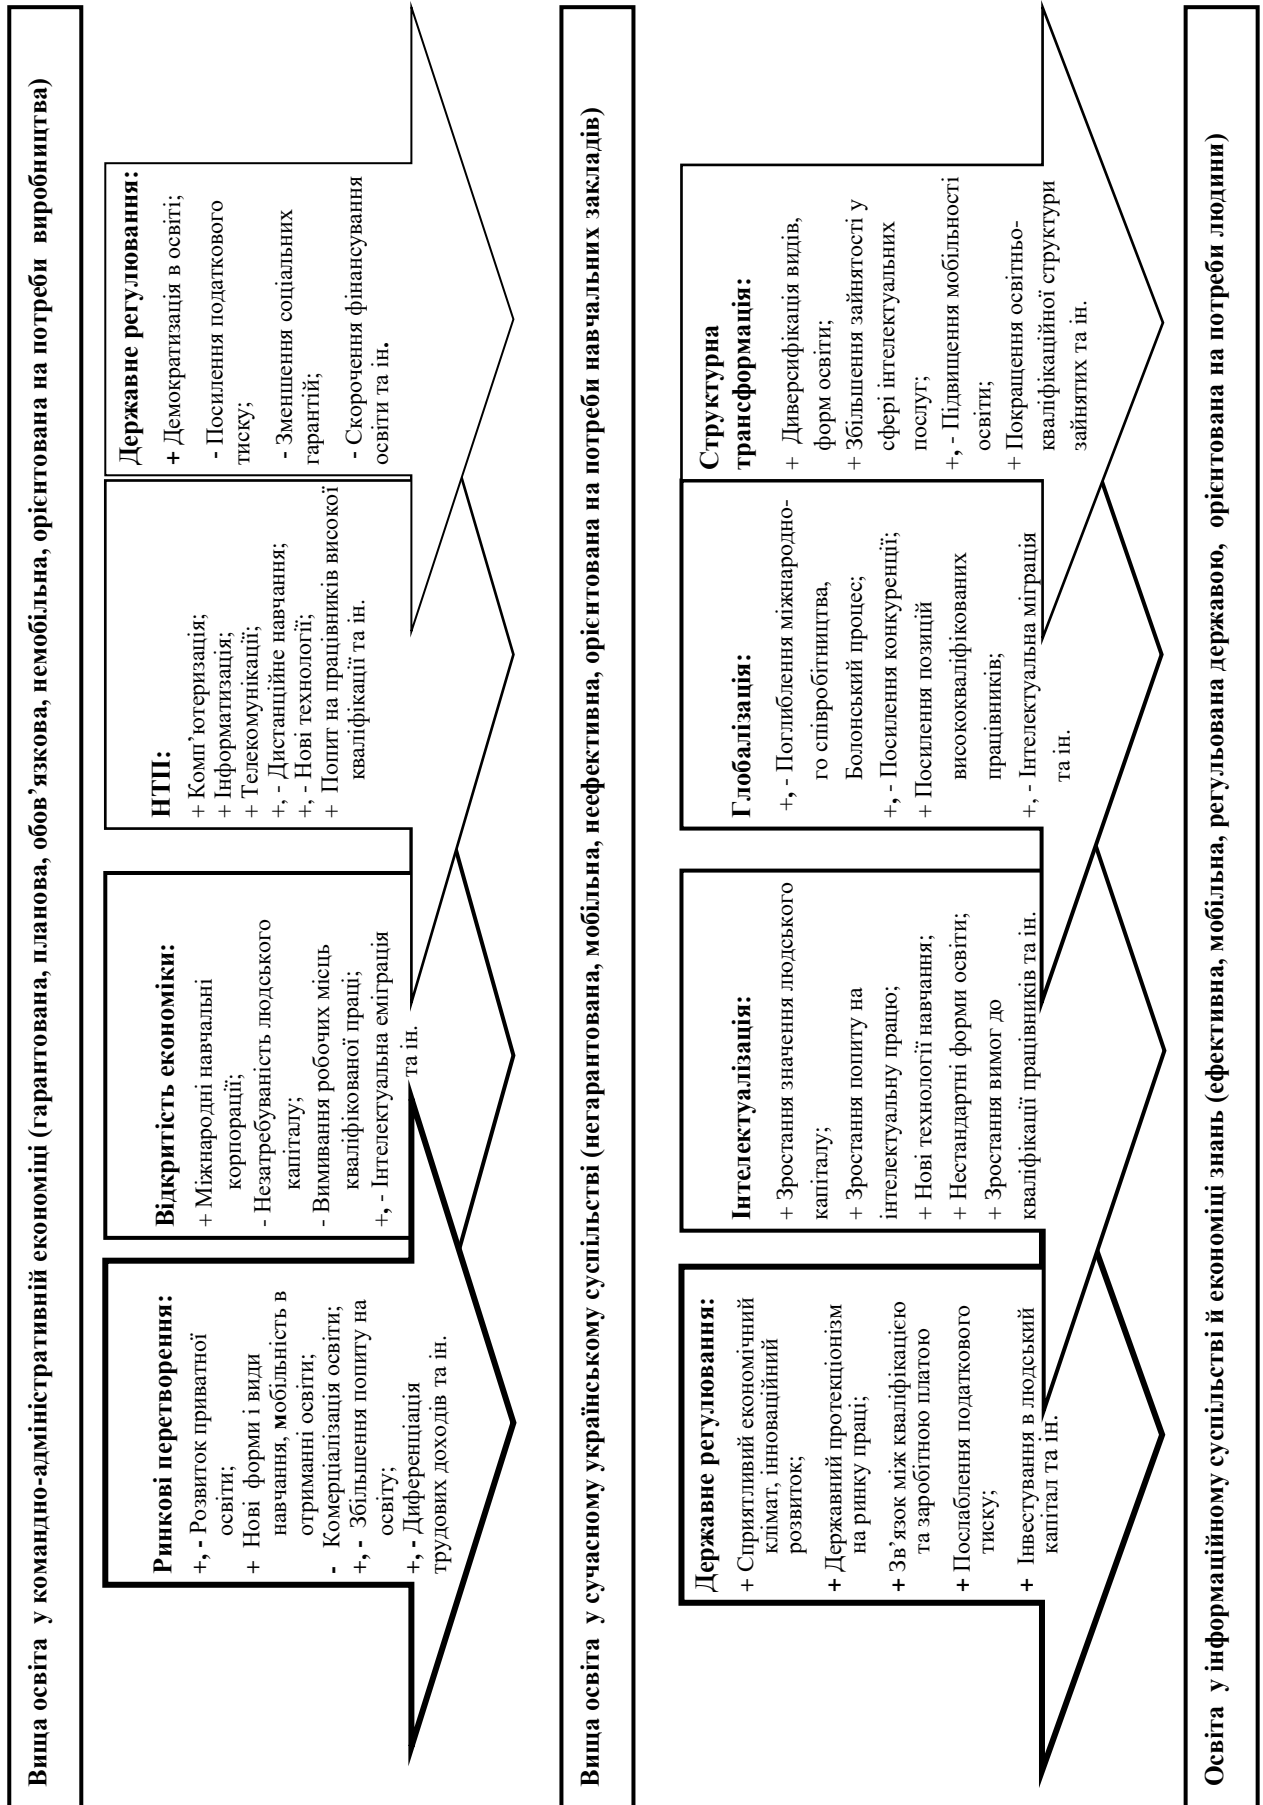 Вища освіта у командно-адміністративній економіці (гарантована, планова, обов’язкова, немобільна, орієнтована на потреби виробництва)
Ринкові перетворення:
+, - Розвиток приватної
освіти;
+ Нові форми і види
навчання, мобільність в
отриманні освіти;
- Комерціалізація освіти;
+, - Збільшення попиту на
освіту;
+, - Диференціація
трудових доходів та ін.
Відкритість економіки:
+ Міжнародні навчальні
корпорації;
- Незатребуваність людського
капіталу;
- Вимивання робочих місць
кваліфікованої праці;
+, - Інтелектуальна еміграція
та ін.
НТП:
+ Комп’ютеризація;
+ Інформатизація;
+ Телекомунікації;
+, - Дистанційне навчання;
+, - Нові технології;
+ Попит на працівників високої
кваліфікації та ін.
Державне регулювання:
+ Демократизація в освіті;
- Посилення податкового
тиску;
- Зменшення соціальних
гарантій;
- Скорочення фінансування
освіти та ін.
Вища освіта у сучасному українському суспільстві (негарантована, мобільна, неефективна, орієнтована на потреби навчальних закладів)
Державне регулювання:
+ Сприятливий економічний
клімат, інноваційний
розвиток;
+ Державний протекціонізм
на ринку праці;
+ Зв’язок між кваліфікацією
та заробітною платою
+ Послаблення податкового
тиску;
+ Інвестування в людський
капітал та ін.
Інтелектуалізація:
+ Зростання значення людського
капіталу;
+ Зростання попиту на
інтелектуальну працю;
+ Нові технології навчання;
+ Нестандартні форми освіти;
+ Зростання вимог до
кваліфікації працівників та ін.
Глобалізація:
+, - Поглиблення міжнародно-
го співробітництва,
Болонський процес;
+, - Посилення конкуренції;
+ Посилення позицій
висококваліфікованих
працівників;
+, - Інтелектуальна міграція
та ін.
Структурна
трансформація:
+ Диверсифікація видів,
форм освіти;
+ Збільшення зайнятості у
сфері інтелектуальних
послуг;
+, - Підвищення мобільності
освіти;
+ Покращення освітньо-
кваліфікаційної структури
зайнятих та ін.
Освіта у інформаційному суспільстві й економіці знань (ефективна, мобільна, регульована державою, орієнтована на потреби людини)